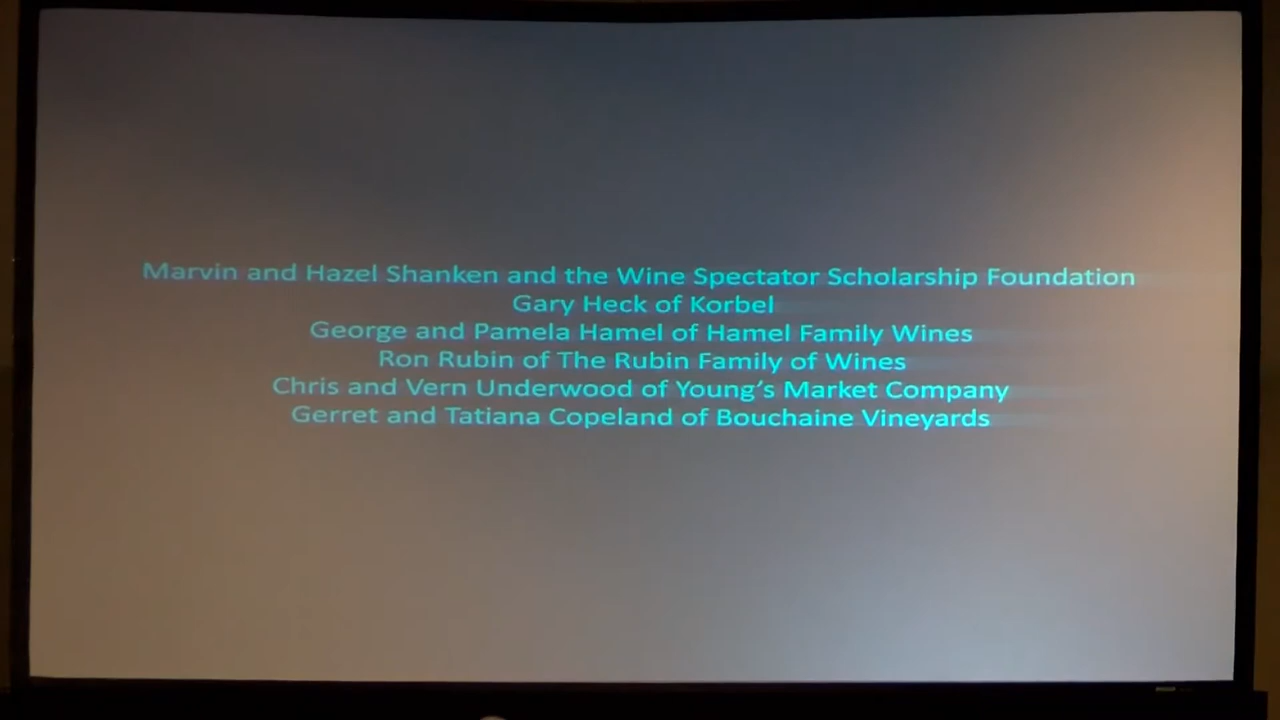 Marvin and Hazel Shanken and the Wine Spectator Scholarship Foundation
Gary Heck of Korbel
George and Pamela Hamel of Hamel Family Wines
Ron Rubin of The Rubin Family of Wines
Chris and Vern Underwood of Young's Market Company
Gerret and Tatiana Copeland of Bouchaine Vineyards